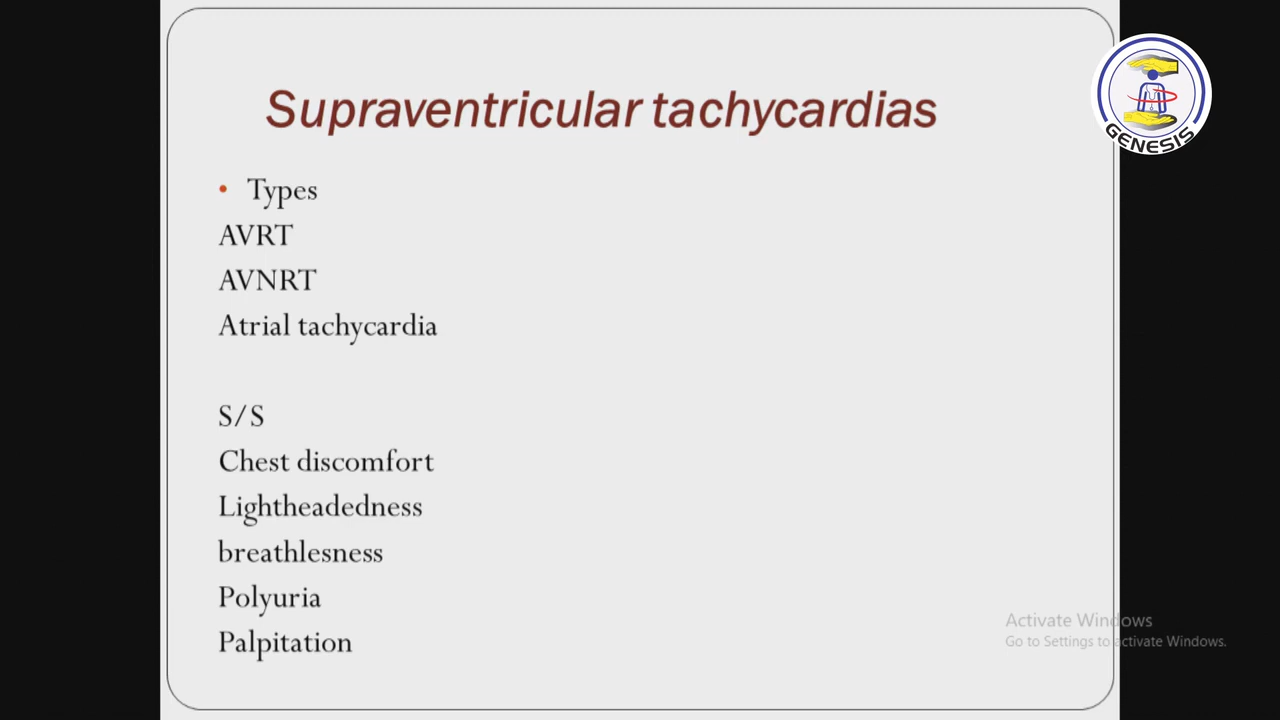 Supraventricular tachycardias
GENESIS
• Types
AVRT
AVNRT
Atrial tachycardia
S/S
Chest discomfort
Lightheadedness
breathlesness
Polyuria
Palpitation
Activate Windows
Go to Settings to activate Windows.